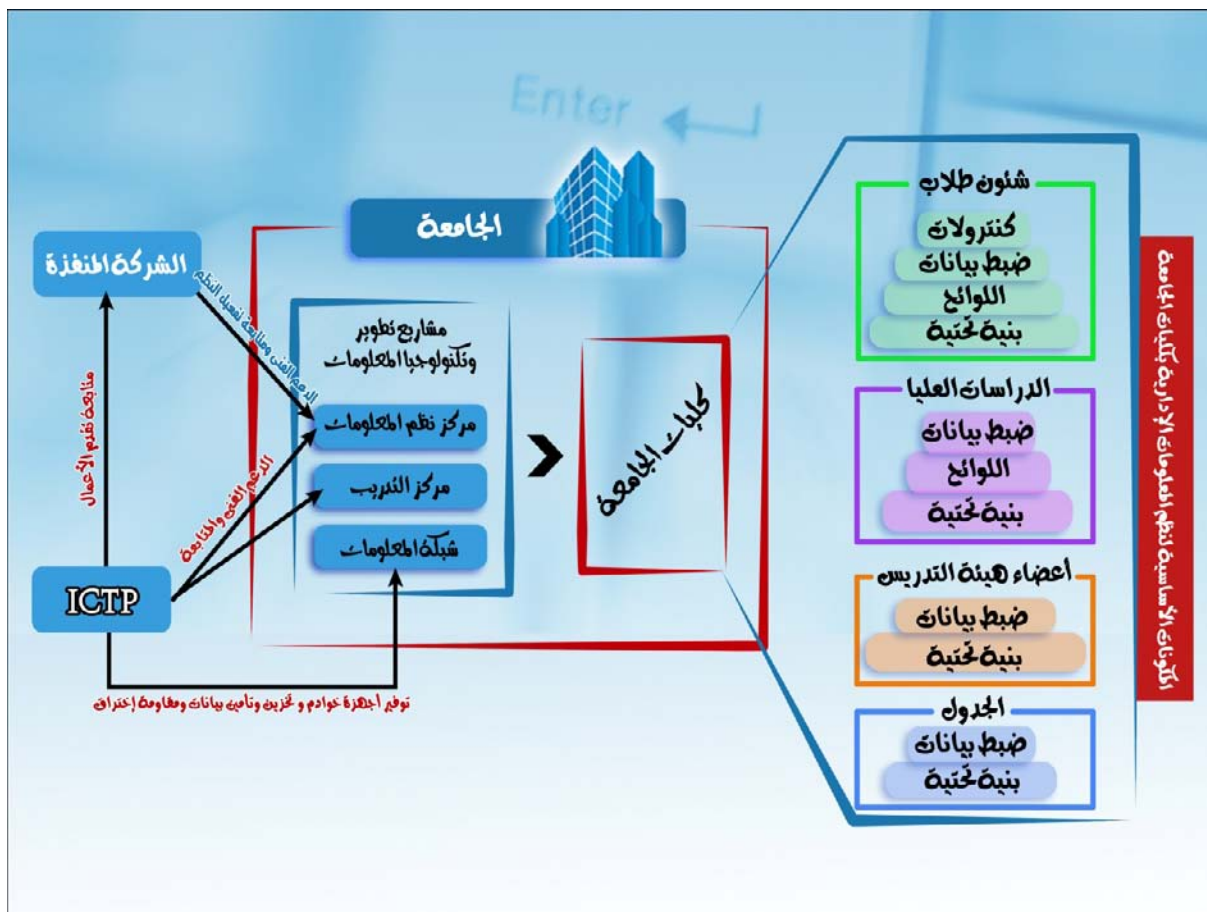 Enter
الجامعة
الشركة المنفذة
الدعم الفنى ومتابعة تفعيل النظم
متابعة تقدم الأعمال
ICTP
الدعم الفنى والمتابعة
توفير أجهزة خوادم و تخزين وتأمين بيانات ومقاومة إختراق
مشاريع تطوير
وتكنولوجيا المعلومات
مركز نظم المعلومات
مركز التدريب
شبكة المعلومات
كليات الجامعة
شئون طلاب
كنترولات
ضبط بيانات
اللوائح
بنية تحتية
الدراسات العليا
ضبط بيانات
اللوائح
بنية تحتية
أعضاء هيئة التدريس
ضبط بيانات
بنية تحتية
الجدول
ضبط بيانات
بنية تحتية
المكونات الأساسية لنظم المعلومات الإدارية بكليات الجامعة